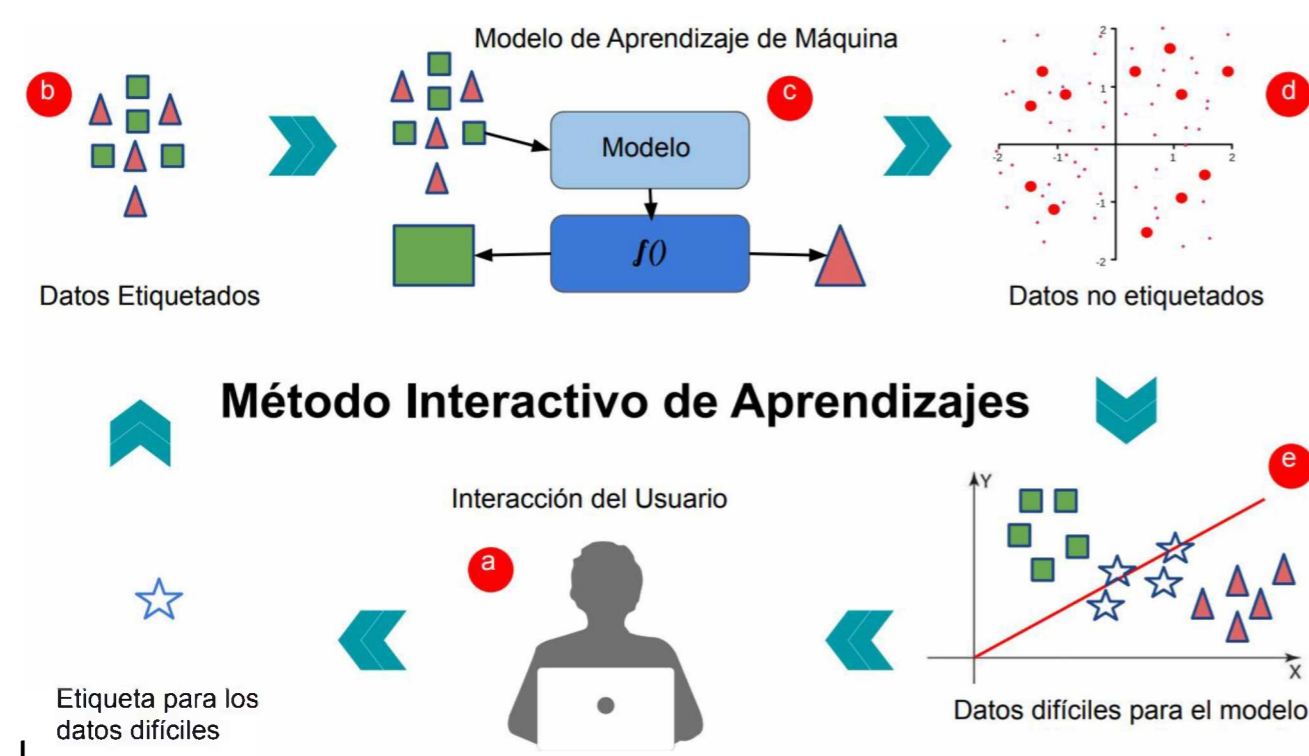 Modelo de Aprendizaje de Máquina
b
c
d
Modelo
f()
2
1
-2
-1
1
2
-1
-2
Datos Etiquetados
Datos no etiquetados
Método Interactivo de Aprendizajes
Interacción del Usuario
a
e
Y
X
Etiqueta para los
datos difíciles
Datos difíciles para el modelo